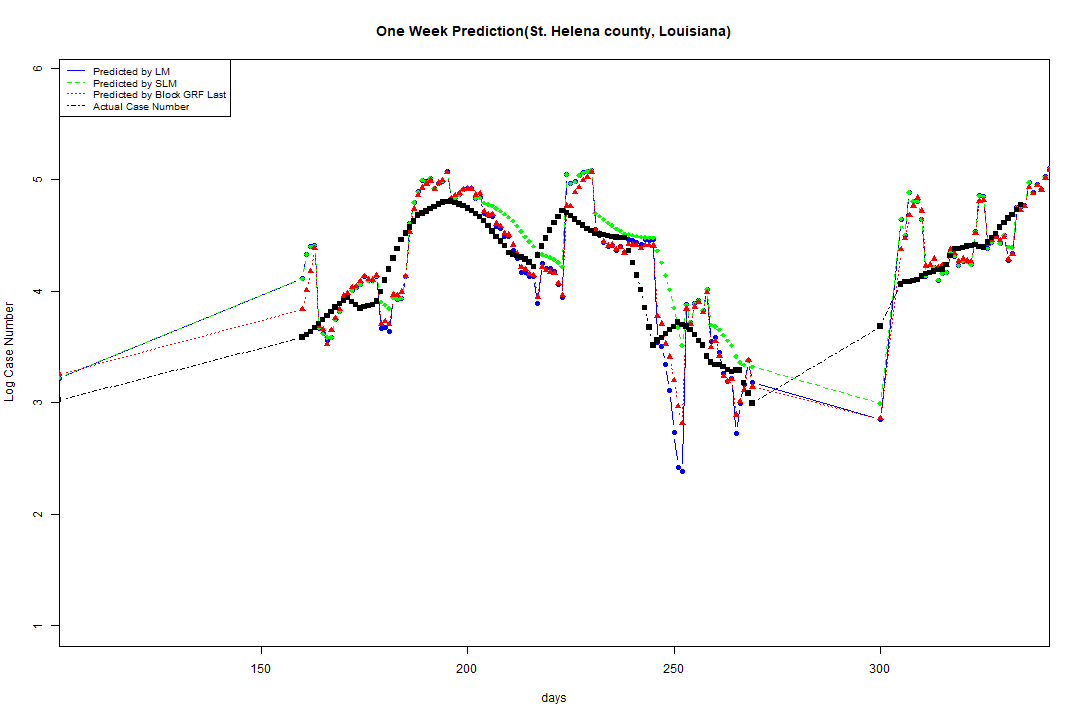 One Week Prediction(St. Helena county, Louisiana)
Predicted by LM
Predicted by SLM
Predicted by Block GRF Last
Actual Case Number
6
5
4
3
2
1
Log Case Number
150
200
250
300
days